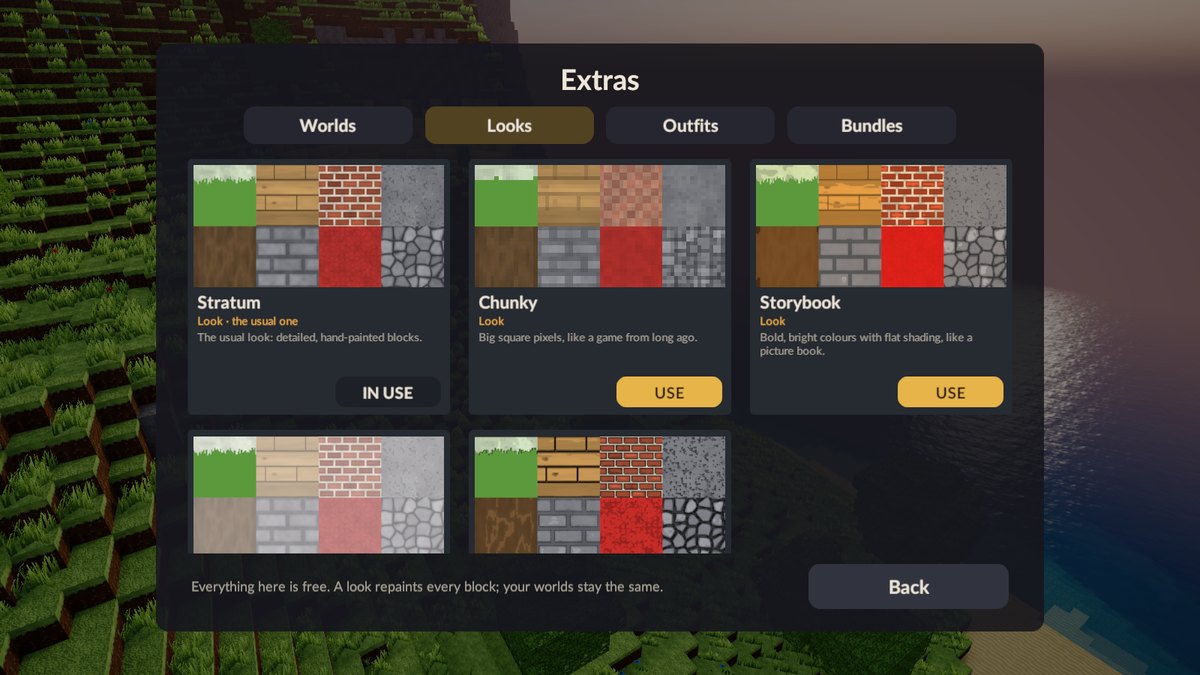 Extras
Worlds
Looks
Outfits
Bundles
Stratum
Look · the usual one
The usual look: detailed, hand-painted blocks.
IN USE
Chunky
Look
Big square pixels, like a game from long ago.
USE
Storybook
Look
Bold, bright colours with flat shading, like a
picture book.
USE
Everything here is free. A look repaints every block; your worlds stay the same.
Back